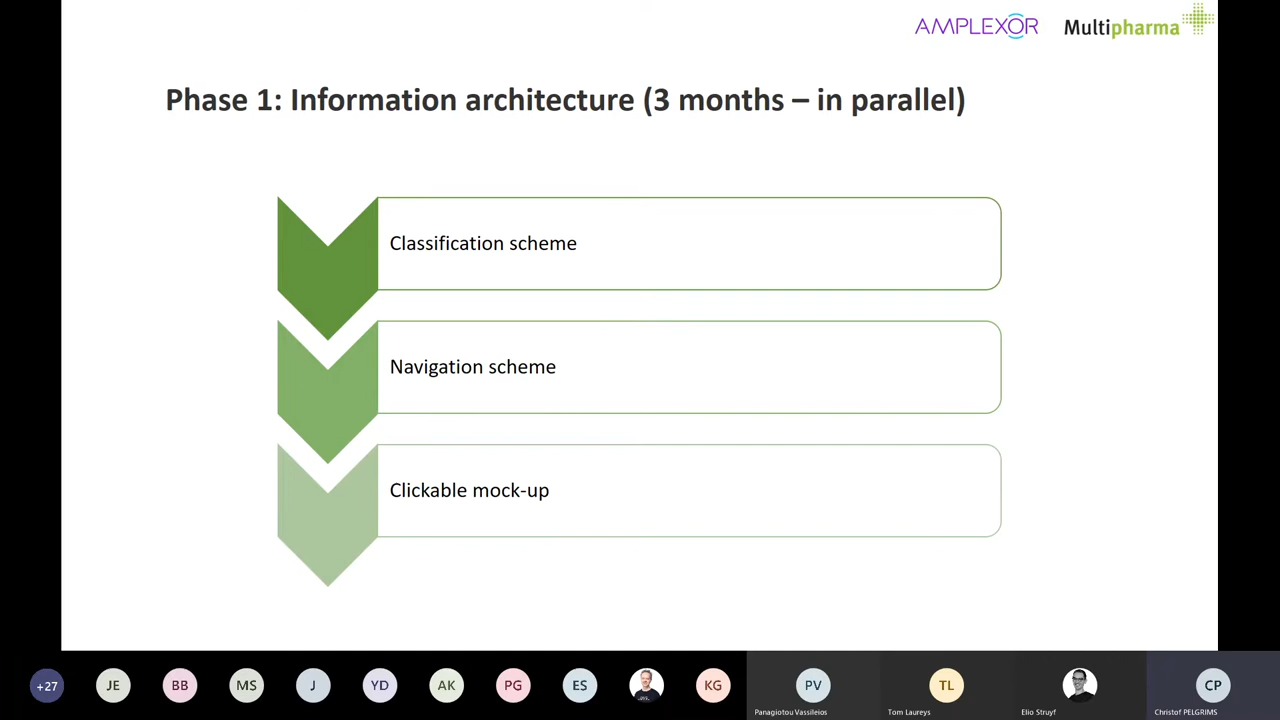 AMPLEXOR Multipharma
Phase 1: Information architecture (3 months – in parallel)
Classification scheme
Navigation scheme
Clickable mock-up
+27 JE BB MS J YD AK PG ES KG PV TL CP
Panagiotou Vassileios Tom Laureys Elio Struyf Christof PELGRIMS